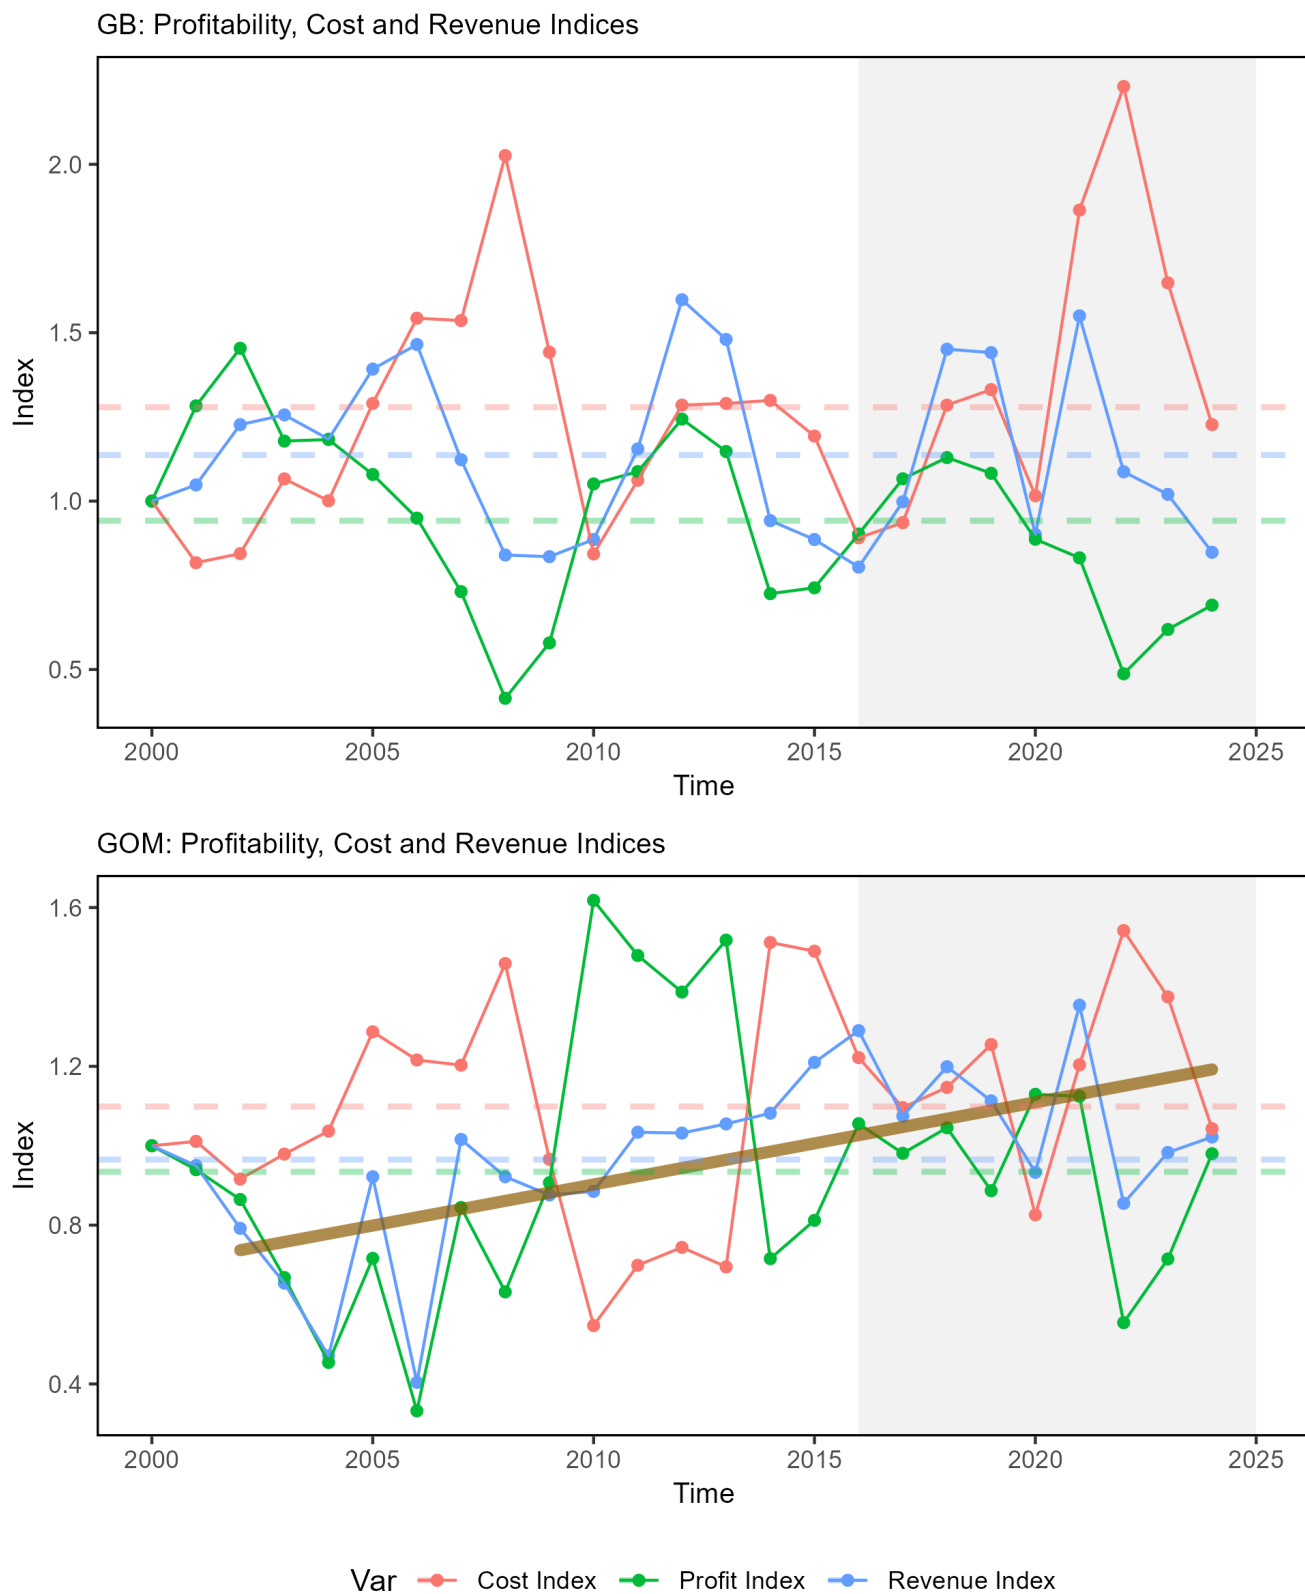 GB: Profitability, Cost and Revenue Indices
2.0
1.5
1.0
0.5
Index
2000 2005 2010 2015 2020 2025
Time
GOM: Profitability, Cost and Revenue Indices
1.6
1.2
0.8
0.4
Index
2000 2005 2010 2015 2020 2025
Time
Var Cost Index Profit Index Revenue Index